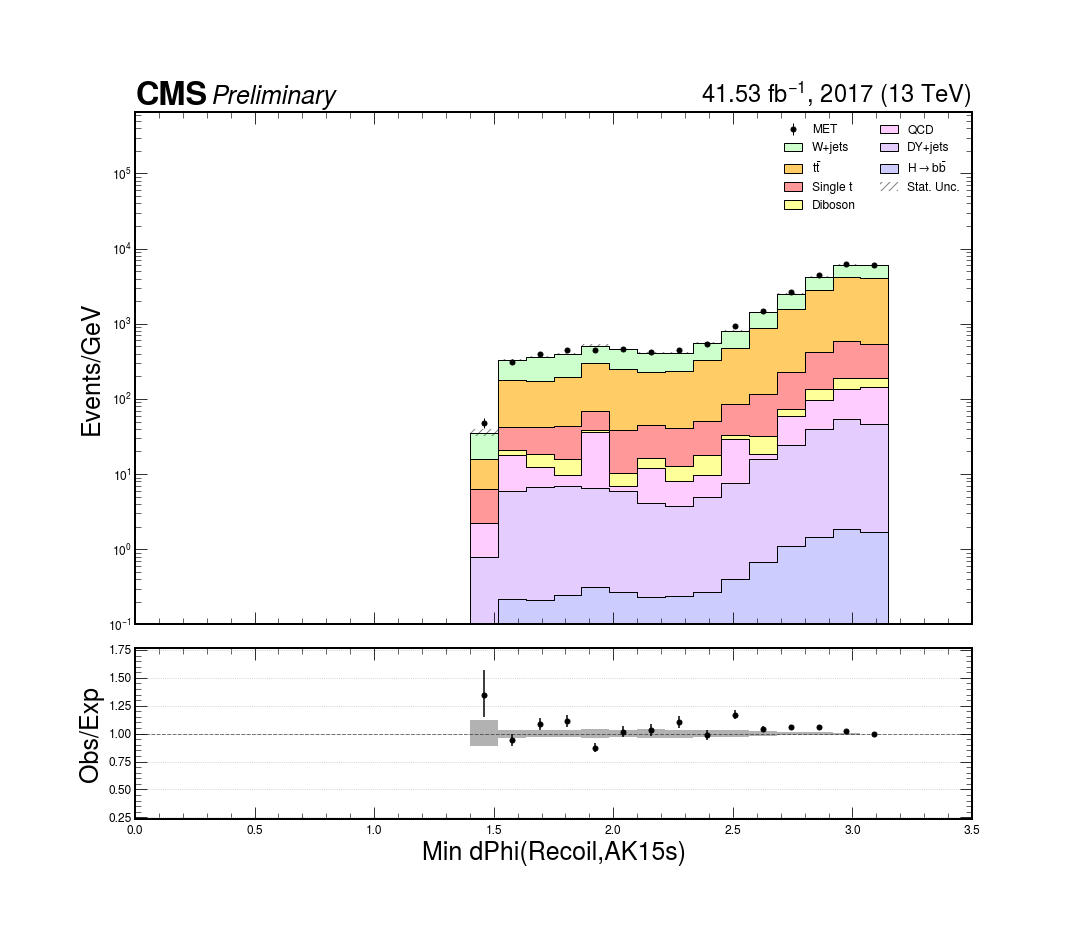 CMS Preliminary
41.53 fb⁻¹, 2017 (13 TeV)
MET
W+jets
tt̄
Single t
Diboson
QCD
DY+jets
H→bb̄
Stat. Unc.
Events/GeV
10⁵
10⁴
10³
10²
10¹
10⁰
10⁻¹
Obs/Exp
1.75
1.50
1.25
1.00
0.75
0.50
0.25
0.0 0.5 1.0 1.5 2.0 2.5 3.0 3.5
Min dPhi(Recoil,AK15s)